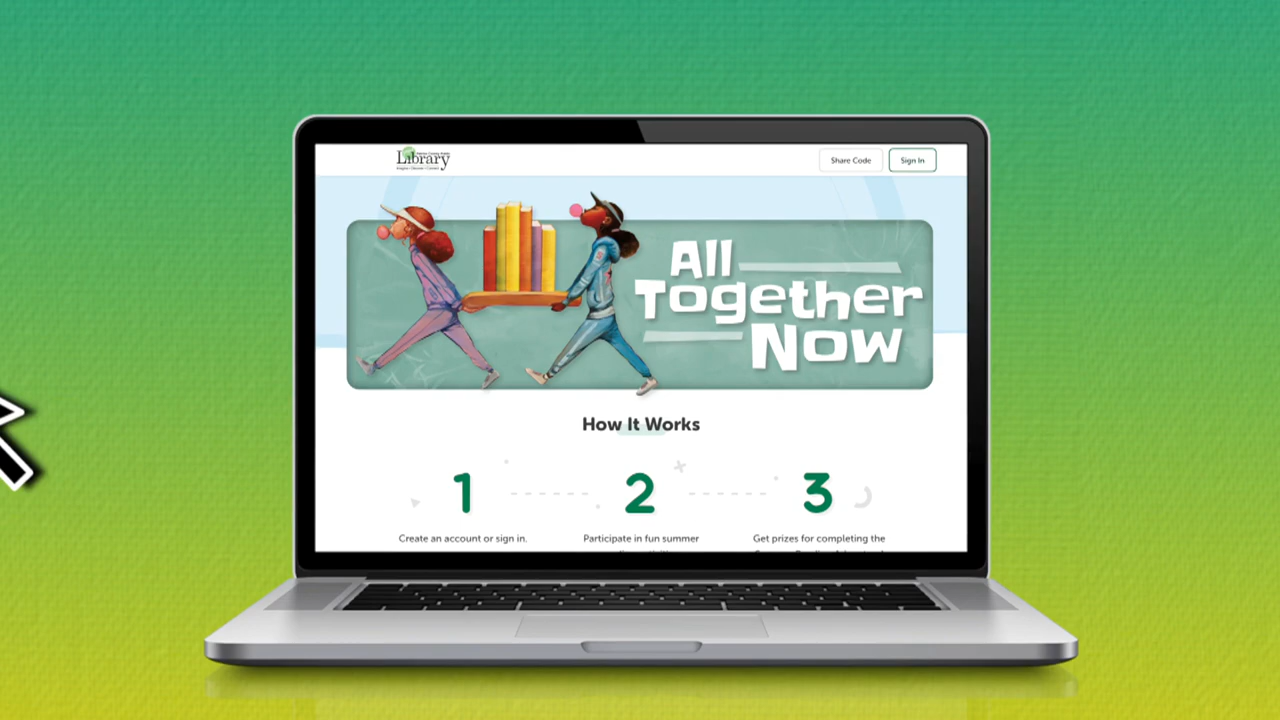 Library
Share Code
Sign In
All
Together
Now
How It Works
1
2
3
Create an account or sign in.
Participate in fun summer
Get prizes for completing the